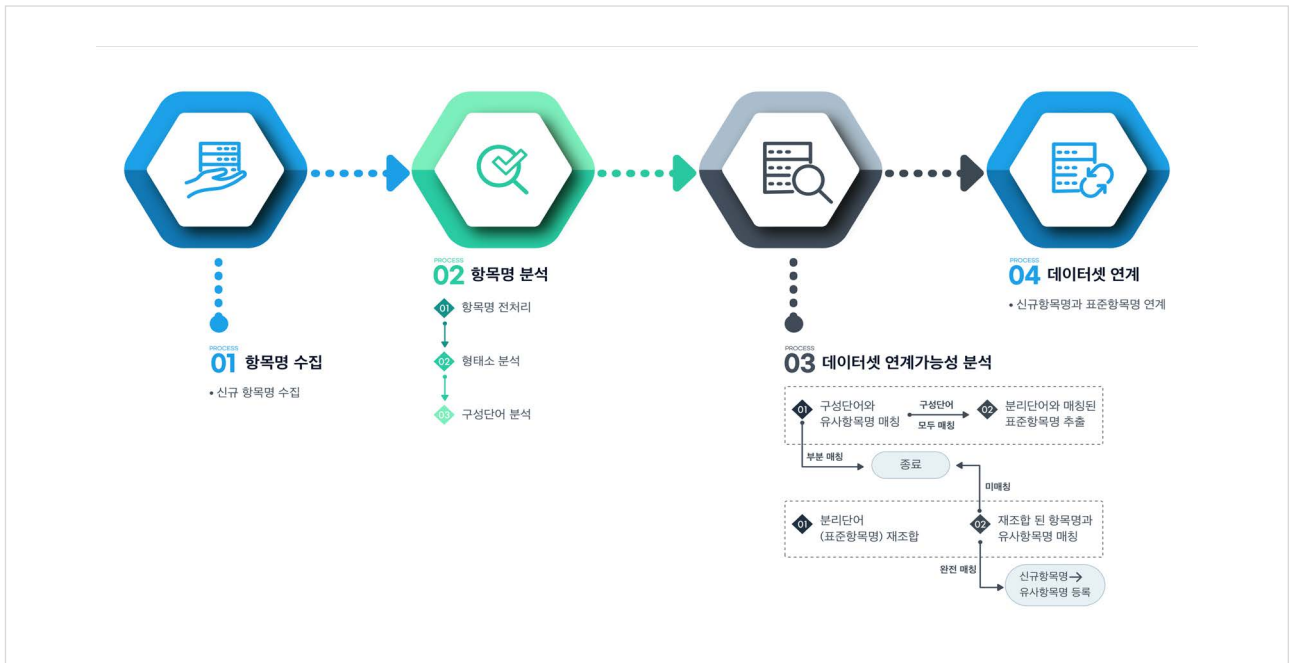 PROCESS
01 항목명 수집
• 신규 항목명 수집
PROCESS
02 항목명 분석
01 항목명 전처리
02 형태소 분석
03 구성단어 분석
PROCESS
03 데이터셋 연계가능성 분석
01 구성단어와
유사항목명 매칭
구성단어
모두 매칭
02 분리단어와 매칭된
표준항목명 추출
부분 매칭
종료
미매칭
01 분리단어
(표준항목명) 재조합
02 재조합 된 항목명과
유사항목명 매칭
완전 매칭
신규항목명→
유사항목명 등록
PROCESS
04 데이터셋 연계
• 신규항목명과 표준항목명 연계